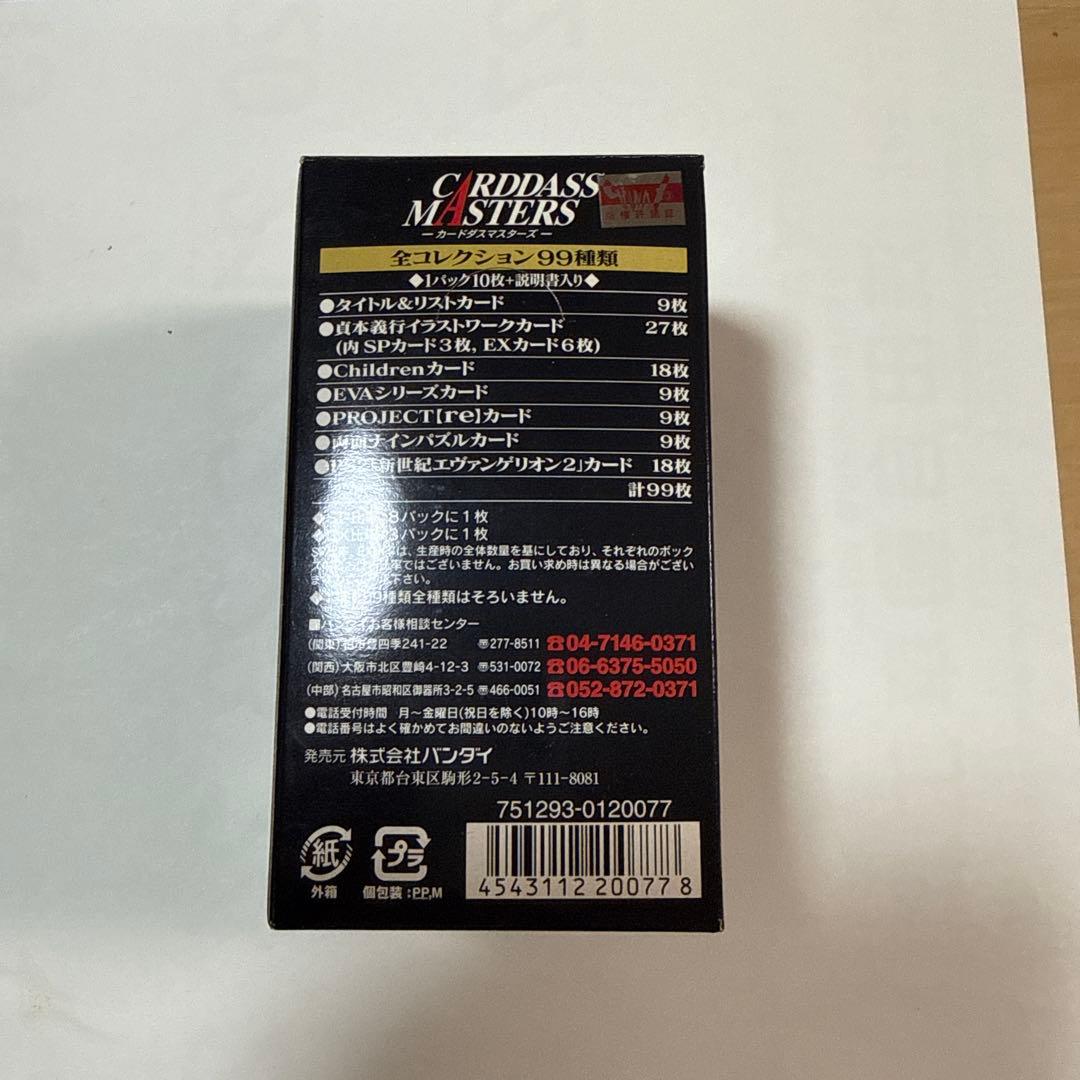 CARDDASS
MASTERS
―カードダスマスターズ―
全コレクション99種類
◆1パック10枚+説明書入り◆
●タイトル&リストカード 9枚
●貞本義行イラストワークカード 27枚
(内 SPカード3枚, EXカード6枚)
●Childrenカード 18枚
●EVAシリーズカード 9枚
●PROJECT【re】カード 9枚
●両面ナインパズルカード 9枚
新世紀エヴァンゲリオン2」カード 18枚
計99枚
パックに1枚
パックに1枚
は、生産時の全体数量を基にしており、それぞれのボック
ではございません。お買い求め時は異なる場合がござい
下さい。
種類全種類はそろいません。
お客様相談センター
(関東)柏市豊四季241-22 〒277-8511 ☎04-7146-0371
(関西)大阪市北区豊崎4-12-3 〒531-0072 ☎06-6375-5050
(中部)名古屋市昭和区御器所3-2-5 〒466-0051 ☎052-872-0371
●電話受付時間 月〜金曜日(祝日を除く)10時〜16時
●電話番号はよく確かめてお間違いのないようご注意ください。
発売元 株式会社バンダイ
東京都台東区駒形2-5-4 〒111-8081
751293-0120077
紙
外箱
プラ
個包装:PP,M
4543112 200778